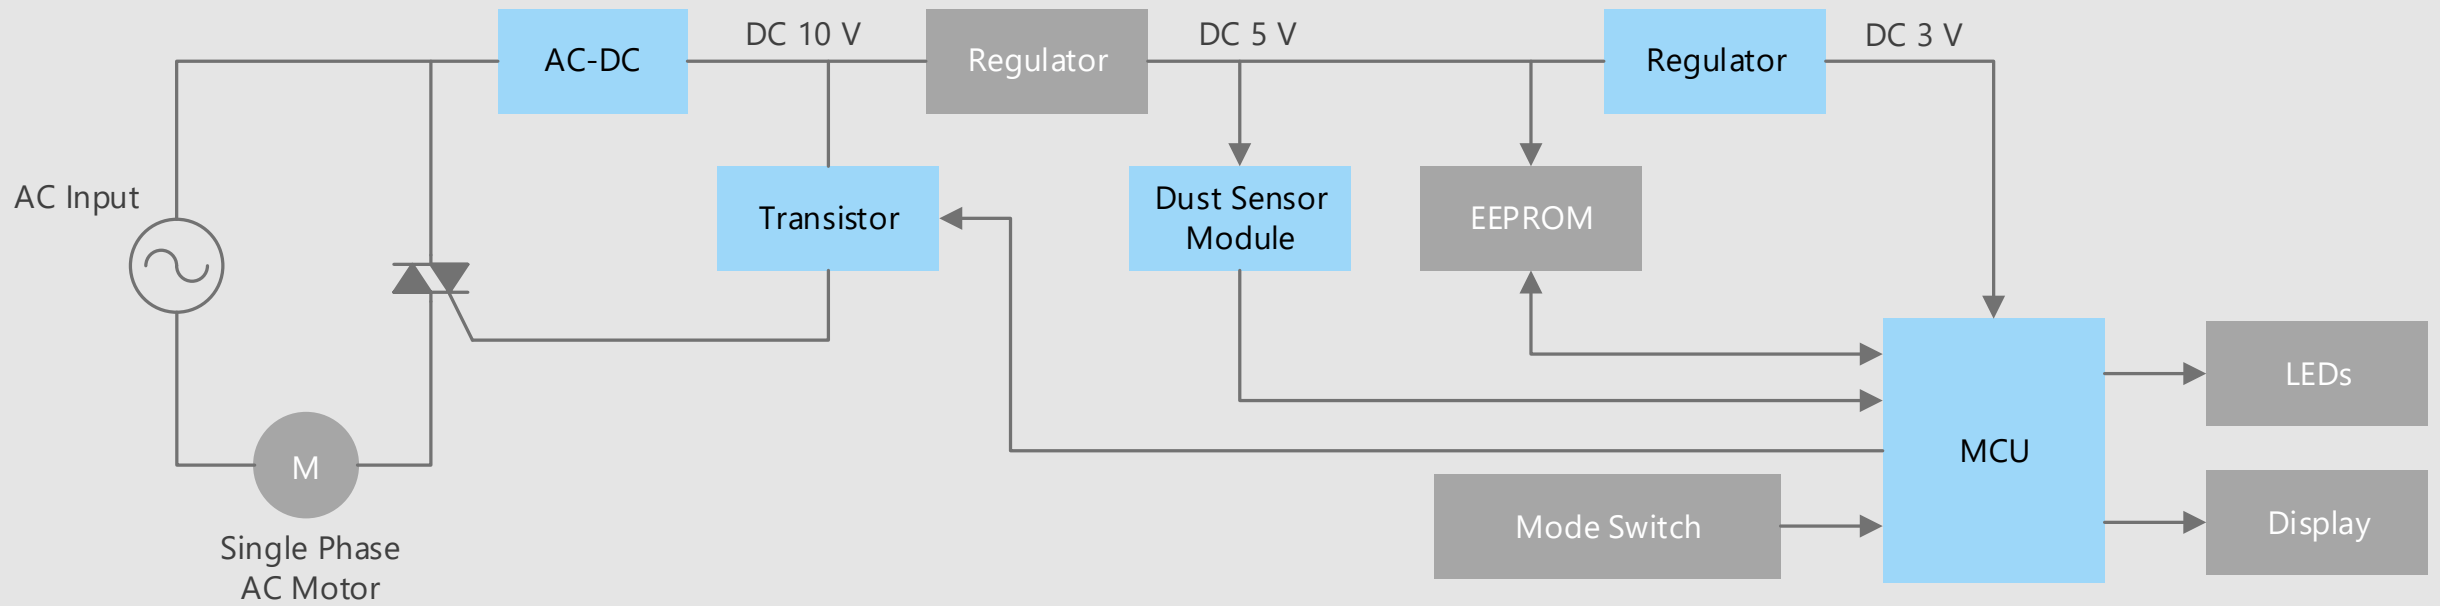 AC-DC
DC 10 V
Regulator
DC 5 V
Regulator
DC 3 V
AC Input
Transistor
Dust Sensor
Module
EEPROM
LEDs
MCU
M
Mode Switch
Display
Single Phase
AC Motor